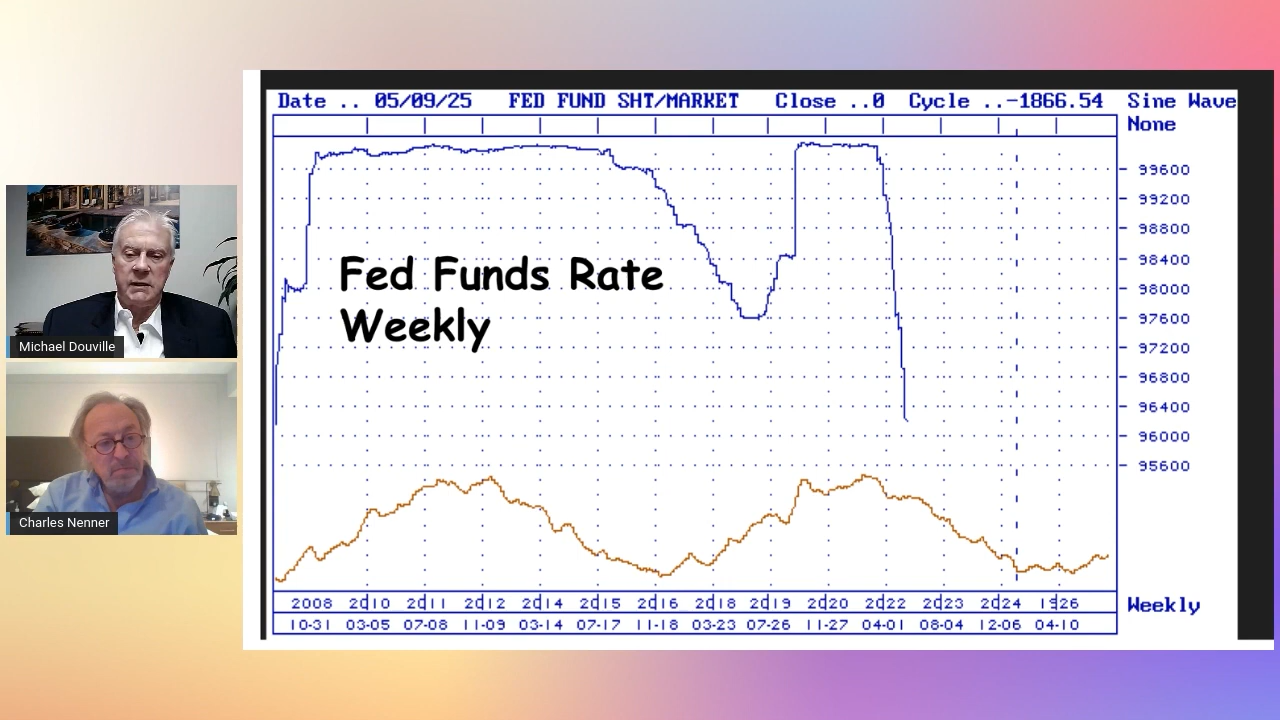 Date .. 05/09/25 FED FUND SHT/MARKET Close ..0 Cycle ..-1866.54 Sine Wave
None
99600
99200
98800
98400
98000
97600
97200
96800
96400
96000
95600
Fed Funds Rate
Weekly
2008 2010 2011 2012 2014 2015 2016 2018 2019 2020 2022 2023 2024 1926
10-31 03-05 07-08 11-09 03-14 07-17 11-18 03-23 07-26 11-27 04-01 08-04 12-06 04-10
Weekly
Michael Douville
Charles Nenner